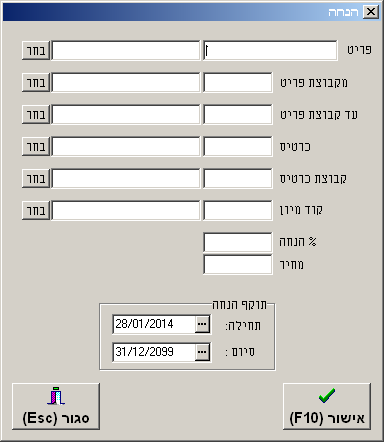 הנחה
פריט
בחר
מקבוצת פריט
בחר
עד קבוצת פריט
בחר
כרטיס
בחר
קבוצת כרטיס
בחר
קוד מיון
בחר
% הנחה
מחיר
תוקף הנחה
תחילה: 28/01/2014 ...
סיום : 31/12/2099 ...
אישור (F10)
סגור (Esc)